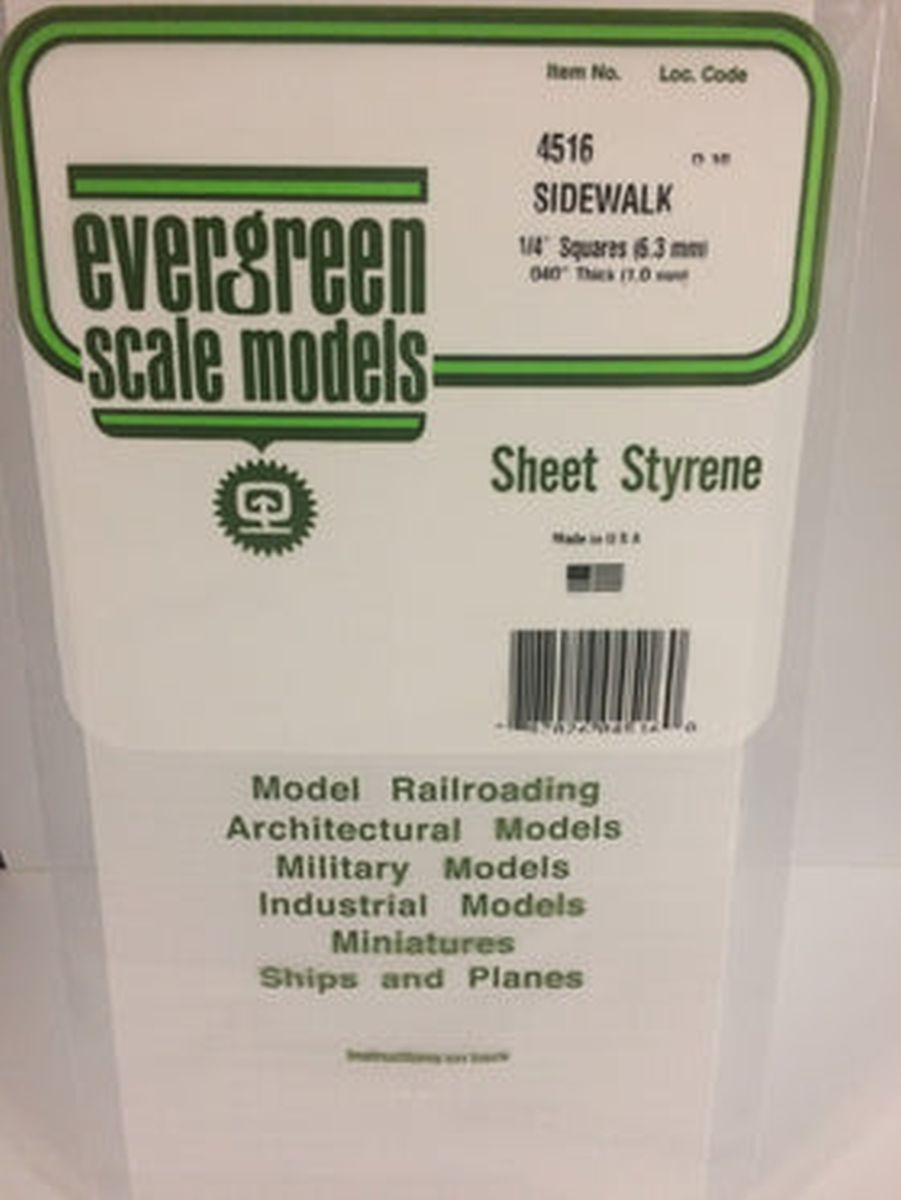 Item No. Loc. Code
4516
SIDEWALK
1/4" Squares (6.3 mm)
.040" Thick (1.0 mm)
evergreen
scale models
Sheet Styrene
Made in U S A
Model Railroading
Architectural Models
Military Models
Industrial Models
Miniatures
Ships and Planes
Instructions on back